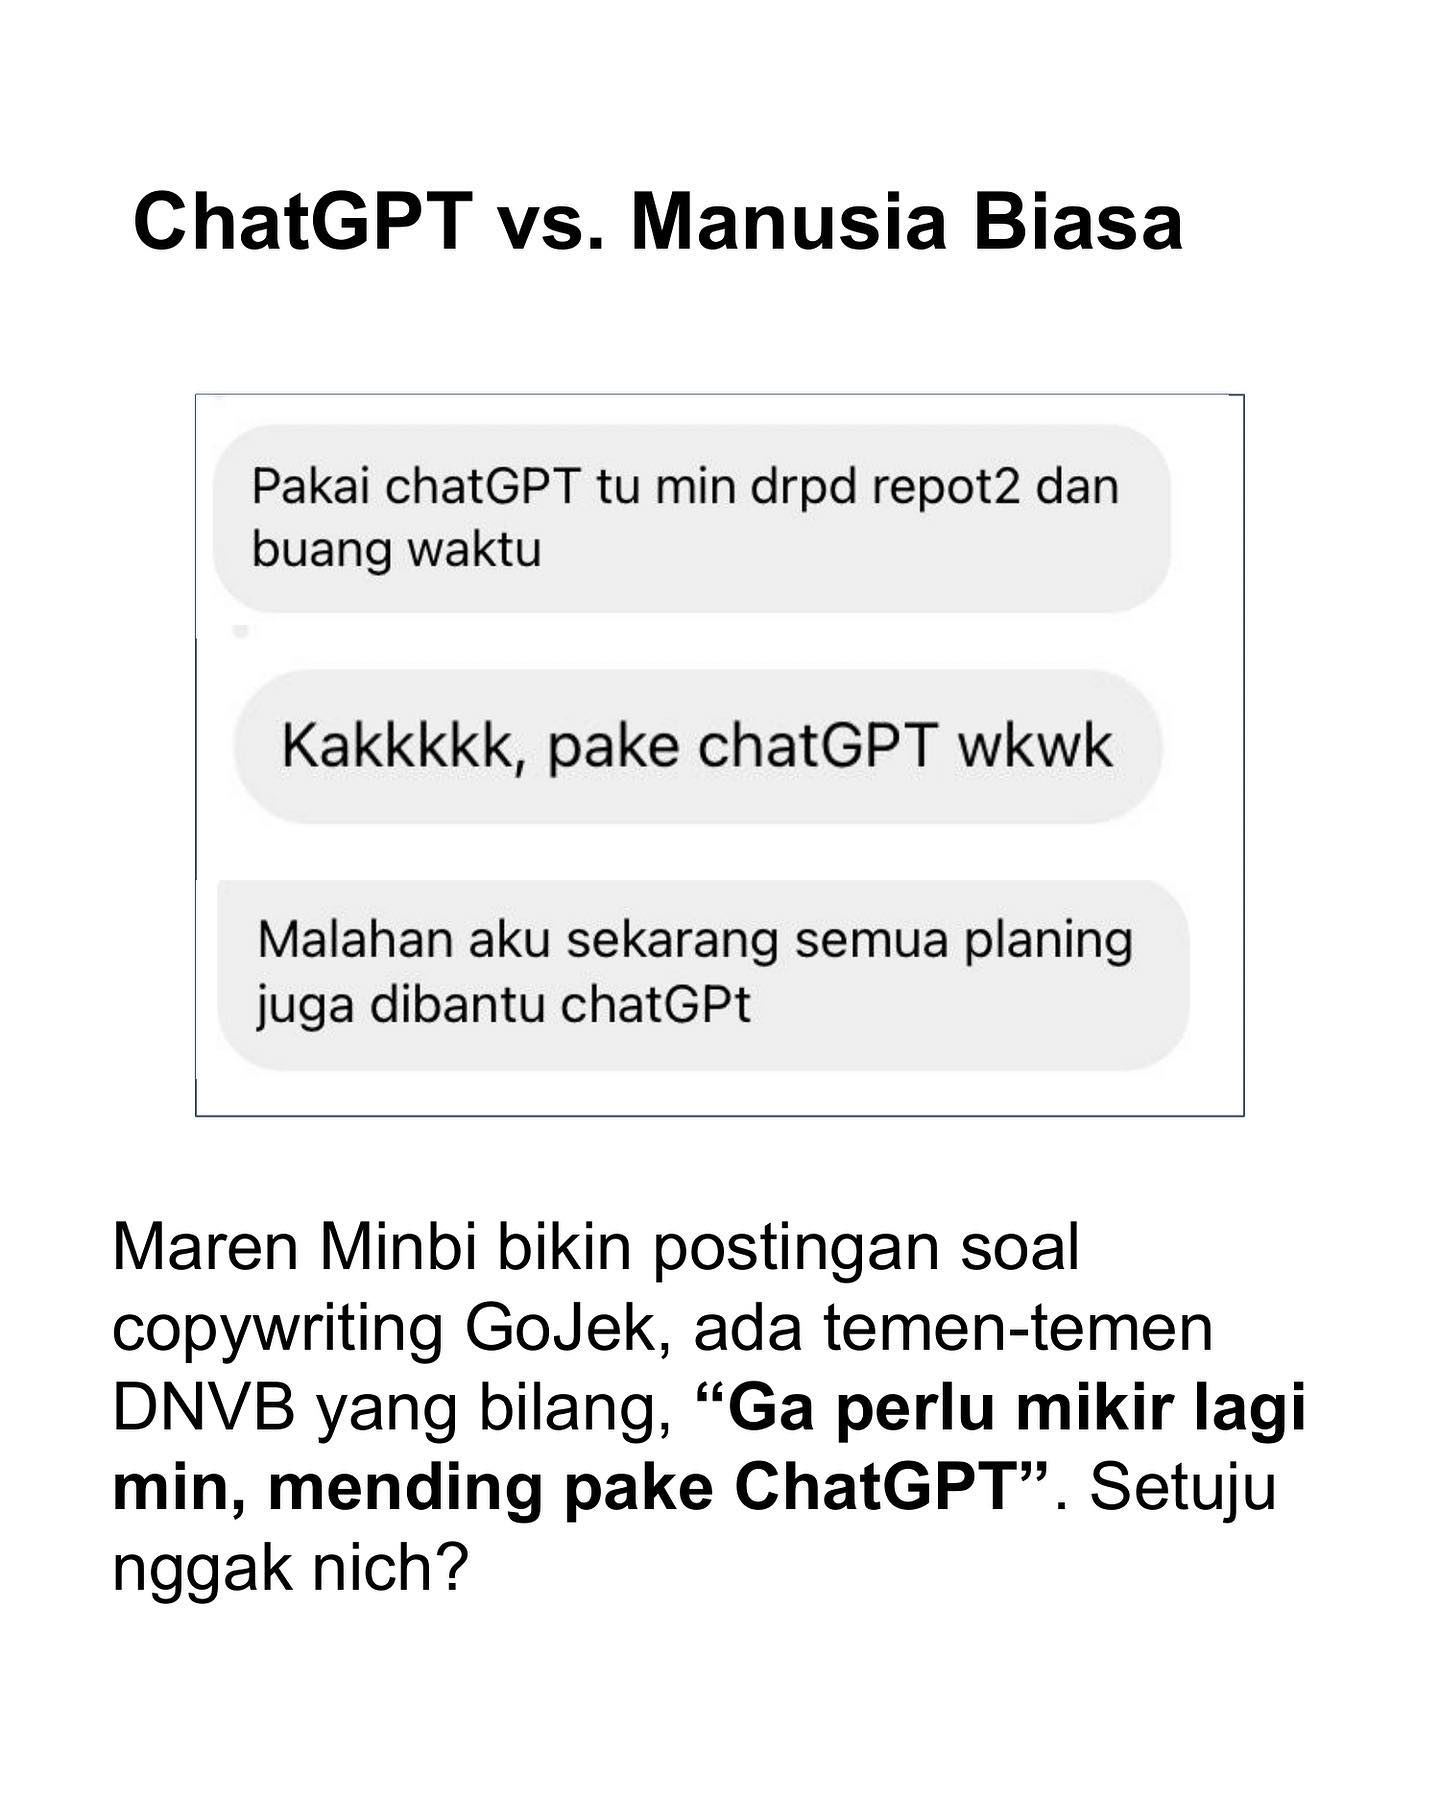 ChatGPT vs. Manusia Biasa
Pakai chatGPT tu min drpd repot2 dan
buang waktu
Kakkkkk, pake chatGPT wkwk
Malahan aku sekarang semua planing
juga dibantu chatGPt
Maren Minbi bikin postingan soal
copywriting GoJek, ada temen-temen
DNVB yang bilang, “Ga perlu mikir lagi
min, mending pake ChatGPT”. Setuju
nggak nich?